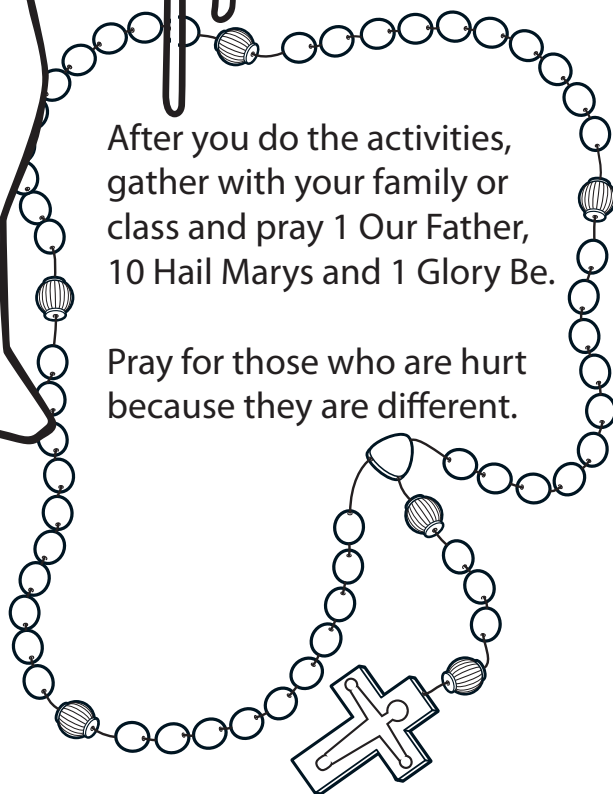 After you do the activities,
gather with your family or
class and pray 1 Our Father,
10 Hail Marys and 1 Glory Be.
Pray for those who are hurt
because they are different.